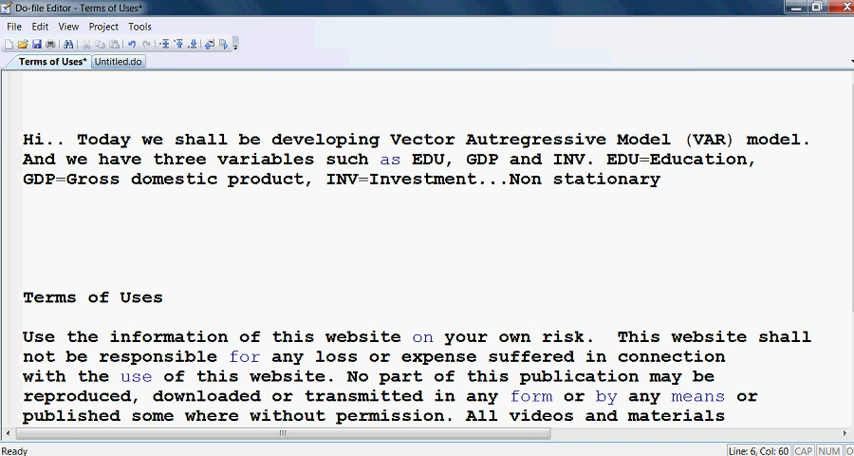 Do-file Editor - Terms of Uses*
File Edit View Project Tools
Terms of Uses* Untitled.do
Hi.. Today we shall be developing Vector Autregressive Model (VAR) model.
And we have three variables such as EDU, GDP and INV. EDU=Education,
GDP=Gross domestic product, INV=Investment...Non stationary
Terms of Uses
Use the information of this website on your own risk.  This website shall
not be responsible for any loss or expense suffered in connection
with the use of this website. No part of this publication may be
reproduced, downloaded or transmitted in any form or by any means or
published some where without permission. All videos and materials
Ready Line: 6, Col: 60 CAP NUM